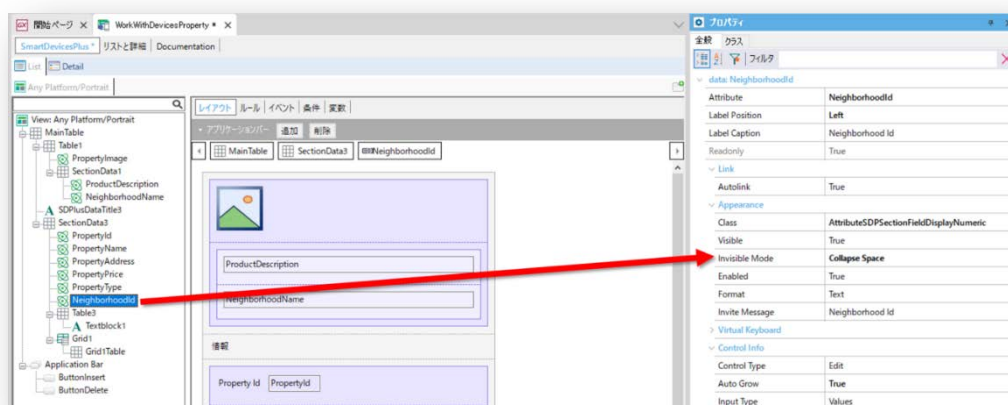 開始ページ
WorkWithDevicesProperty *
SmartDevicesPlus *
リストと詳細
Documentation
List
Detail
Any Platform/Portrait
View: Any Platform/Portrait
MainTable
Table1
PropertyImage
SectionData1
ProductDescription
NeighborhoodName
SDPlusDataTitle3
SectionData3
PropertyId
PropertyName
PropertyAddress
PropertyPrice
PropertyType
NeighborhoodId
Table3
Textblock1
Grid1
Grid1Table
Application Bar
ButtonInsert
ButtonDelete
レイアウト
ルール
イベント
条件
変数
アプリケーションバー
追加
削除
MainTable
SectionData3
NeighborhoodId
ProductDescription
NeighborhoodName
情報
Property Id
PropertyId
プロパティ
全般
クラス
フィルタ
data: NeighborhoodId
Attribute NeighborhoodId
Label Position Left
Label Caption Neighborhood Id
Readonly True
Link
Autolink True
Appearance
Class AttributeSDPSectionFieldDisplayNumeric
Visible True
Invisible Mode Collapse Space
Enabled True
Format Text
Invite Message Neighborhood Id
Virtual Keyboard
Control Info
Control Type Edit
Auto Grow True
Input Type Values